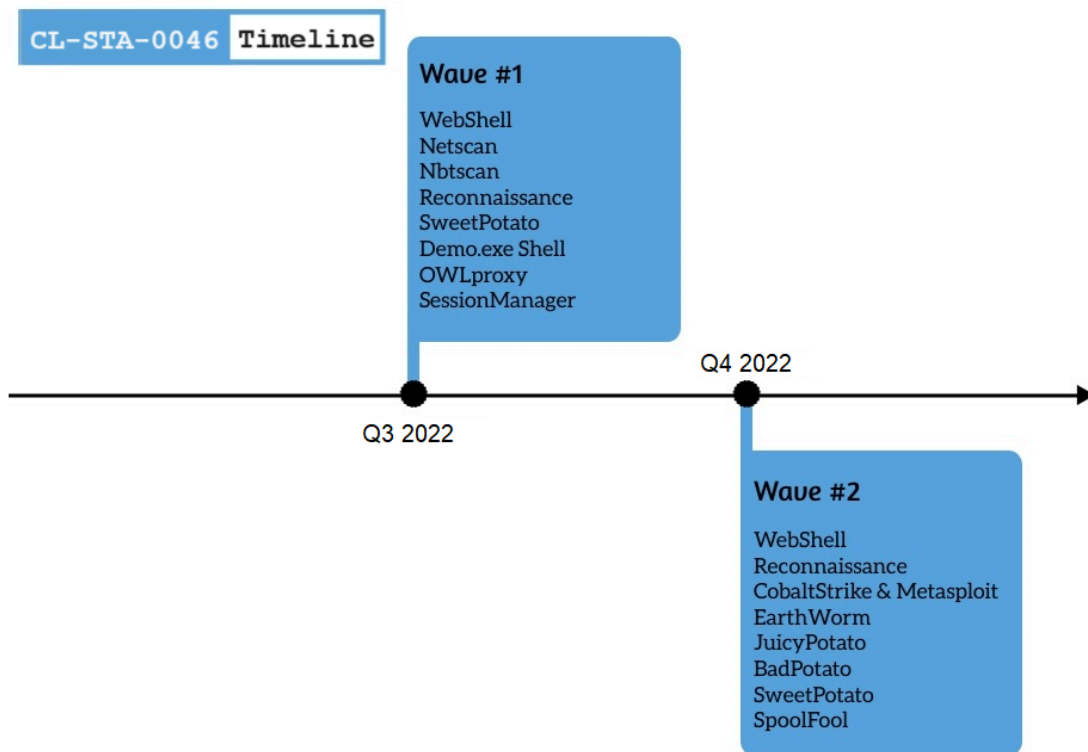 CL-STA-0046 Timeline
Wave #1
WebShell
Netscan
Nbtscan
Reconnaissance
SweetPotato
Demo.exe Shell
OWLproxy
SessionManager
Q3 2022
Q4 2022
Wave #2
WebShell
Reconnaissance
CobaltStrike & Metasploit
EarthWorm
JuicyPotato
BadPotato
SweetPotato
SpoolFool